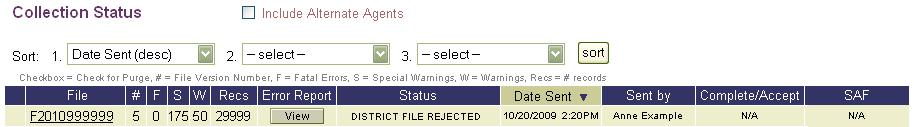 Collection Status
Include Alternate Agents
Sort: 1. Date Sent (desc) 2. – select – 3. – select – sort
Checkbox = Check for Purge, # = File Version Number, F = Fatal Errors, S = Special Warnings, W = Warnings, Recs = # records
File # F S W Recs Error Report Status Date Sent ▼ Sent by Complete/Accept SAF
F2010999999 5 0 175 50 29999 View DISTRICT FILE REJECTED 10/20/2009 2:20PM Anne Example N/A N/A